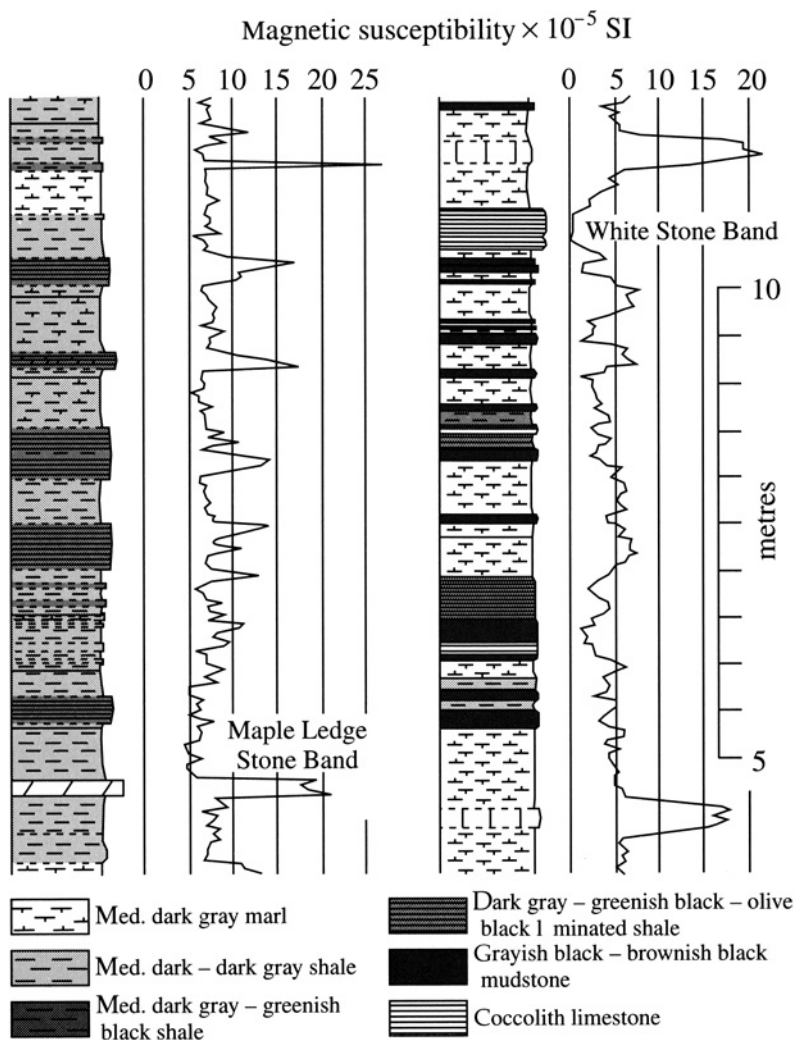 Magnetic susceptibility × 10⁻⁵ SI
0 5 10 15 20 25
0 5 10 15 20
White Stone Band
10
metres
Maple Ledge
Stone Band
5
Med. dark gray marl
Med. dark – dark gray shale
Med. dark gray – greenish
black shale
Dark gray – greenish black – olive
black l minated shale
Grayish black – brownish black
mudstone
Coccolith limestone